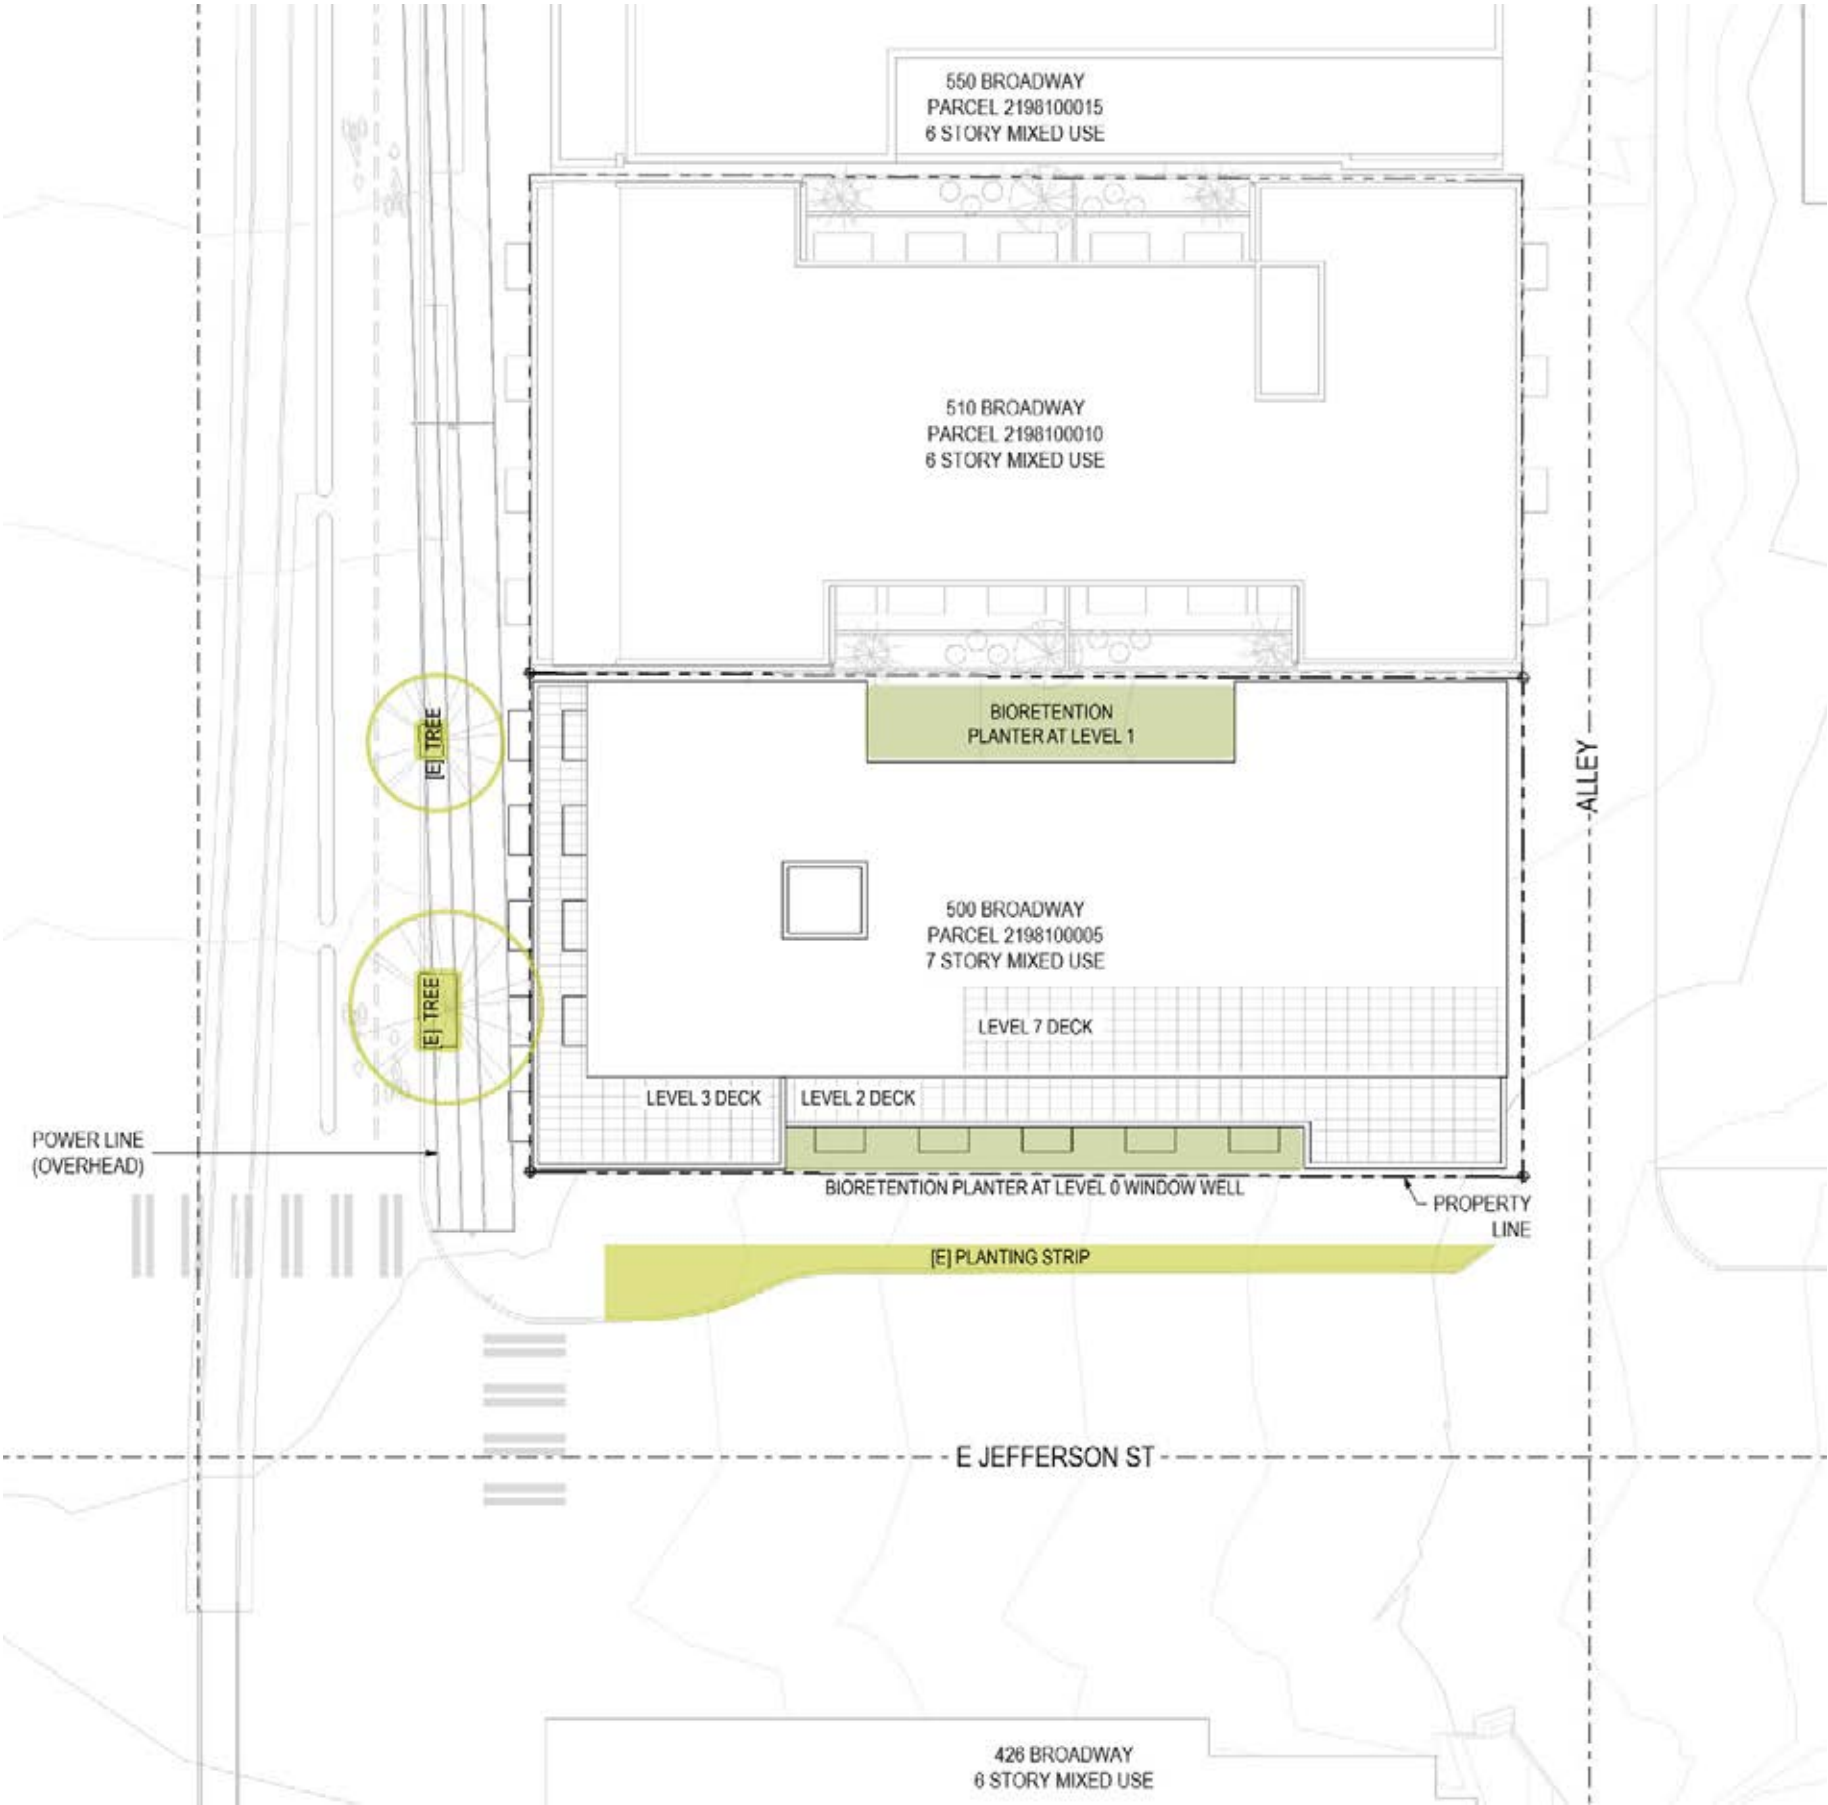 550 BROADWAY
PARCEL 2198100015
6 STORY MIXED USE
510 BROADWAY
PARCEL 2198100010
6 STORY MIXED USE
[E] TREE
BIORETENTION
PLANTER AT LEVEL 1
ALLEY
500 BROADWAY
PARCEL 2198100005
7 STORY MIXED USE
[E] TREE
LEVEL 7 DECK
LEVEL 3 DECK
LEVEL 2 DECK
POWER LINE
(OVERHEAD)
BIORETENTION PLANTER AT LEVEL 0 WINDOW WELL
PROPERTY
LINE
[E] PLANTING STRIP
E JEFFERSON ST
426 BROADWAY
6 STORY MIXED USE